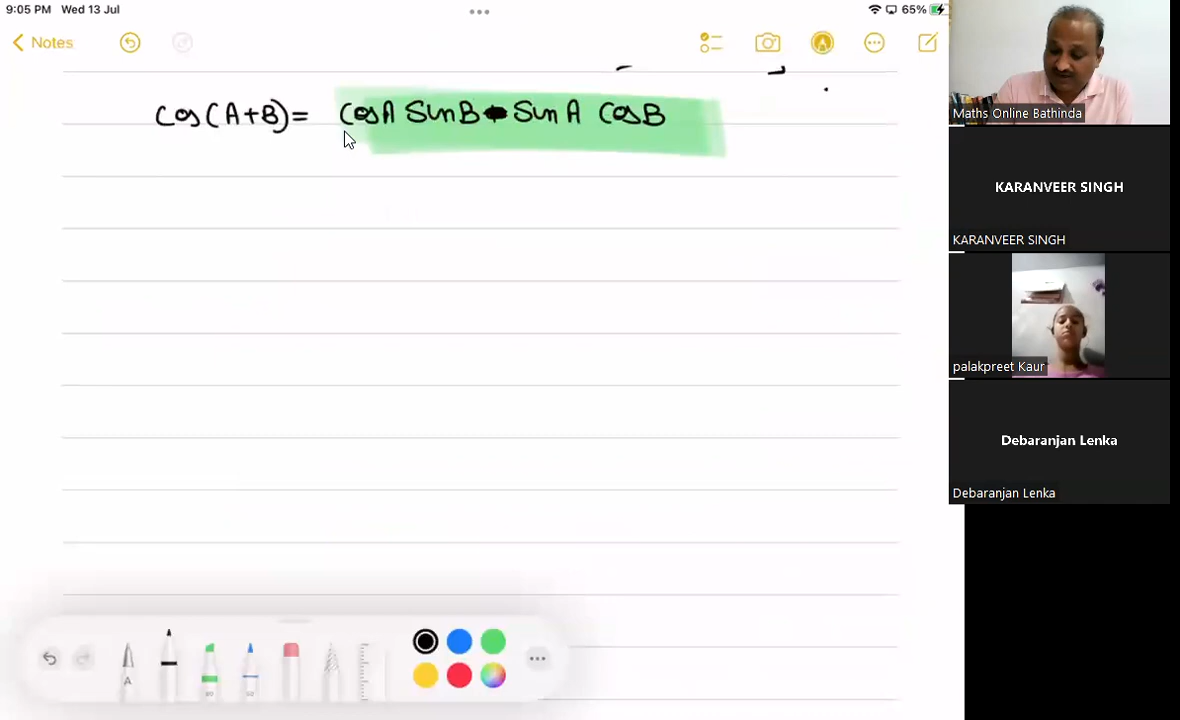 9:05 PM Wed 13 Jul
65%
Notes
Cos(A+B)= CosA SinB - SinA CosB
A
Maths Online Bathinda
KARANVEER SINGH
KARANVEER SINGH
palakpreet Kaur
Debaranjan Lenka
Debaranjan Lenka